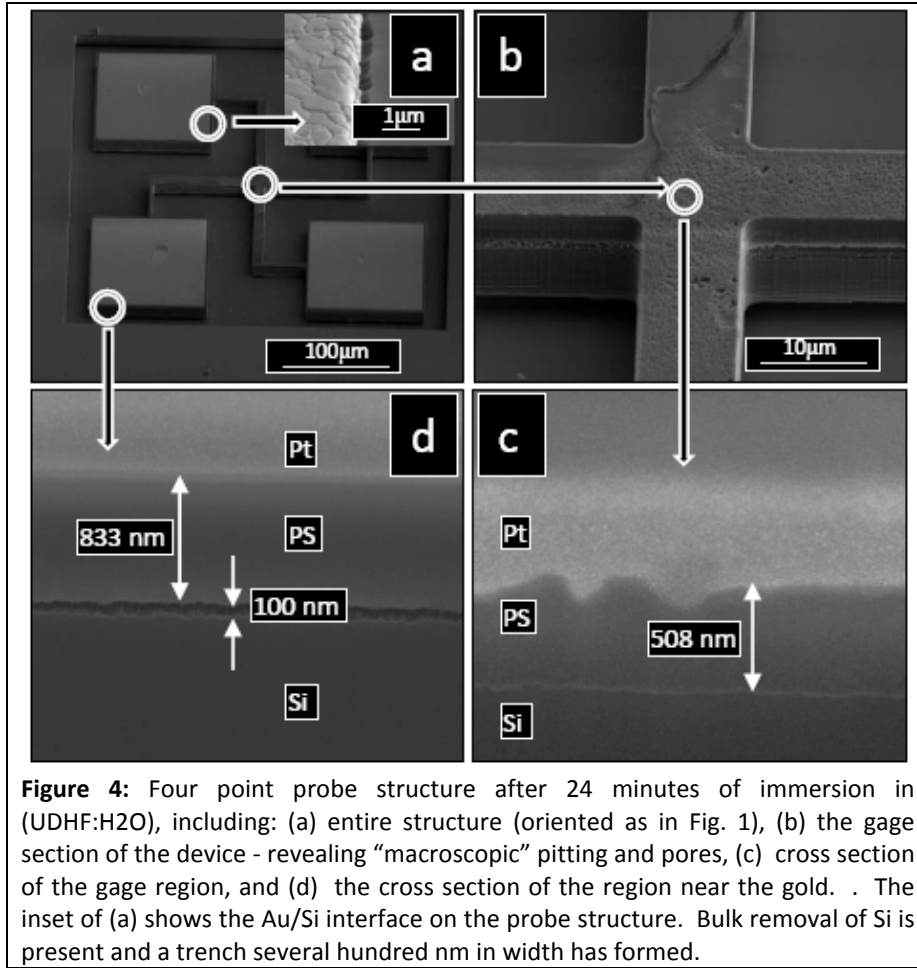 a
1μm
100μm
b
10μm
Pt
d
833 nm
PS
100 nm
Si
c
Pt
PS
508 nm
Si
Figure 4: Four point probe structure after 24 minutes of immersion in
(UDHF:H2O), including: (a) entire structure (oriented as in Fig. 1), (b) the gage
section of the device - revealing “macroscopic” pitting and pores, (c) cross section
of the gage region, and (d) the cross section of the region near the gold. . The
inset of (a) shows the Au/Si interface on the probe structure. Bulk removal of Si is
present and a trench several hundred nm in width has formed.